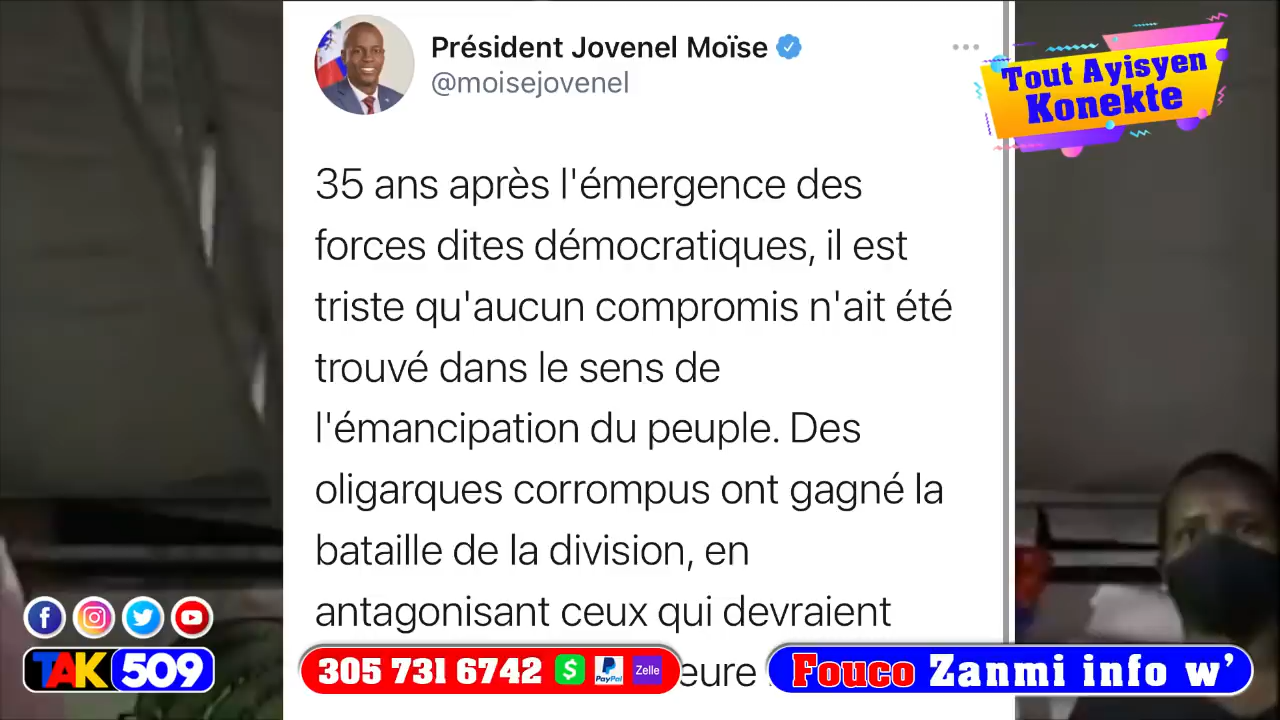 Président Jovenel Moïse
@moisejovenel
Tout Ayisyen
Konekte
35 ans après l'émergence des
forces dites démocratiques, il est
triste qu'aucun compromis n'ait été
trouvé dans le sens de
l'émancipation du peuple. Des
oligarques corrompus ont gagné la
bataille de la division, en
antagonisant ceux qui devraient
eure
TAK 509
305 731 6742 $ PayPal Zelle
Fouco Zanmi info w'